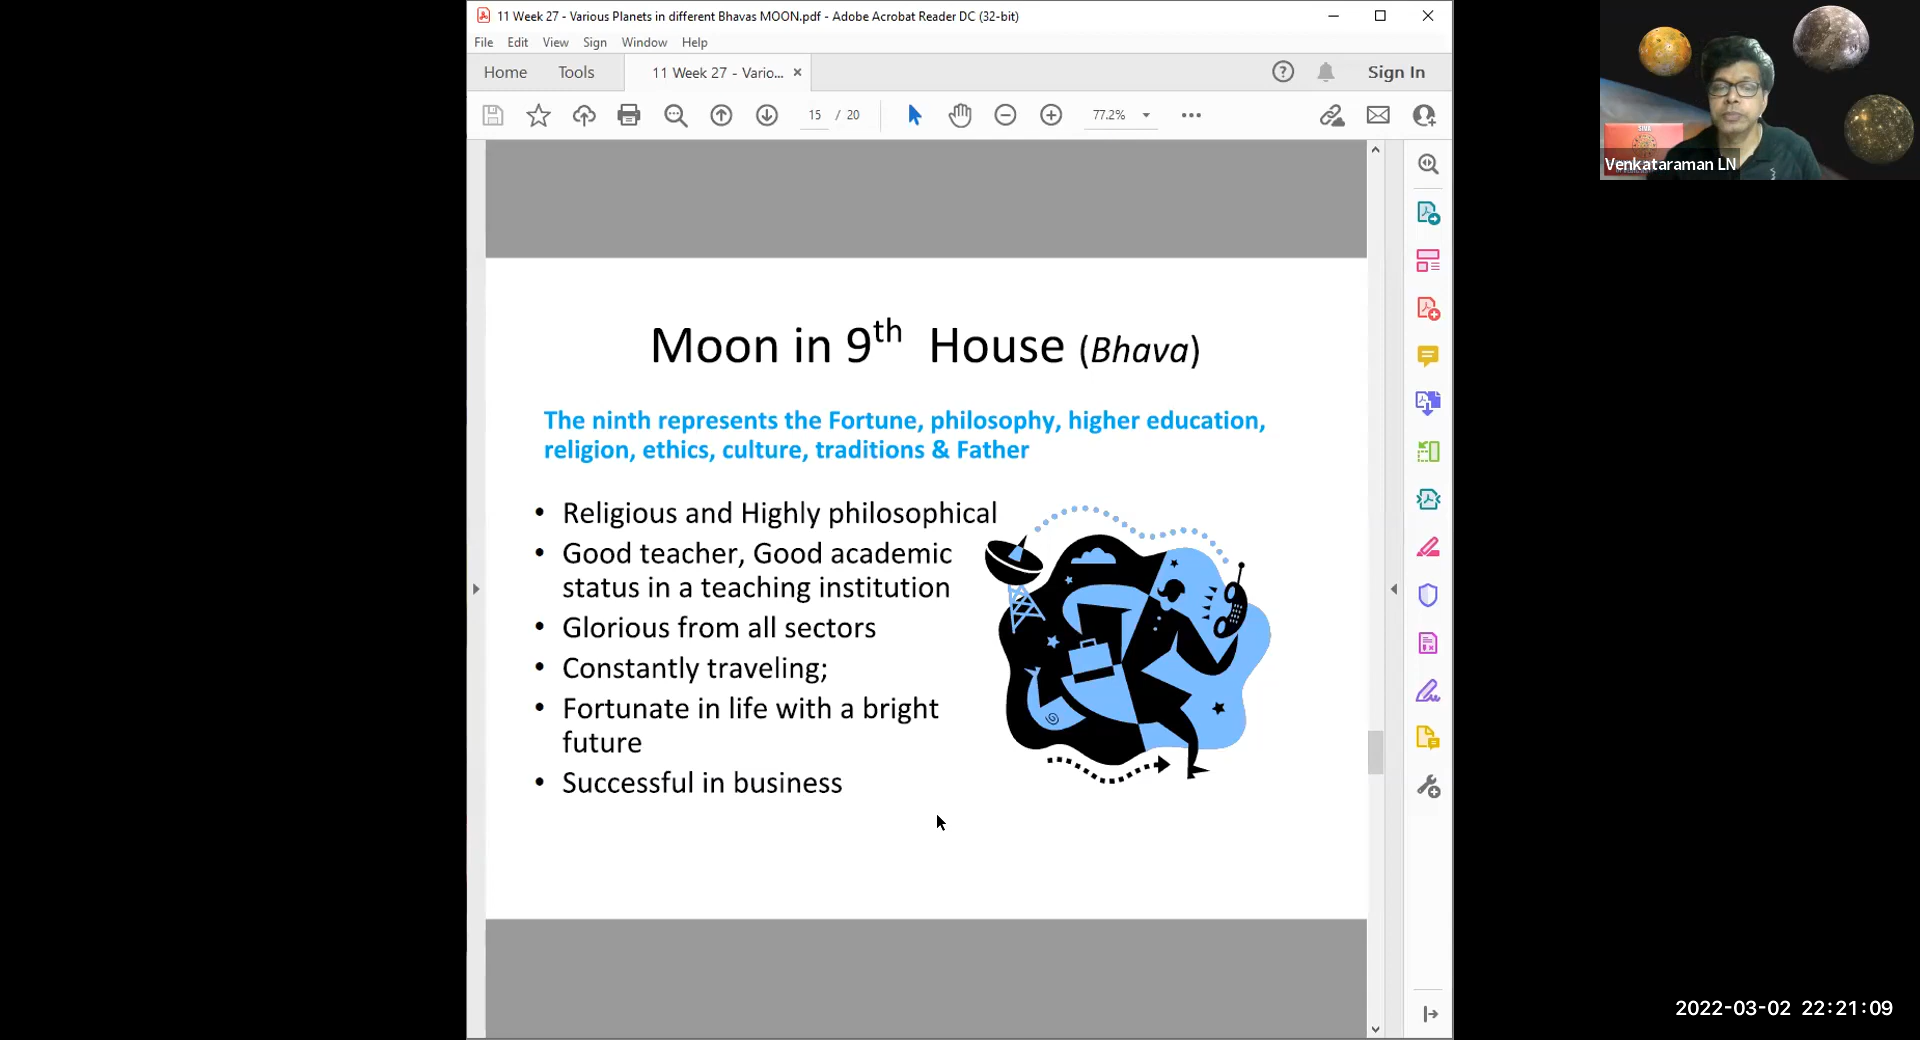 11 Week 27 - Various Planets in different Bhavas MOON.pdf - Adobe Acrobat Reader DC (32-bit)
File Edit View Sign Window Help
Home Tools 11 Week 27 - Vario... × Sign In
15 / 20 77.2%
Venkataraman LN
Moon in 9th House (Bhava)
The ninth represents the Fortune, philosophy, higher education,
religion, ethics, culture, traditions & Father
• Religious and Highly philosophical
• Good teacher, Good academic
status in a teaching institution
• Glorious from all sectors
• Constantly traveling;
• Fortunate in life with a bright
future
• Successful in business
2022-03-02 22:21:09